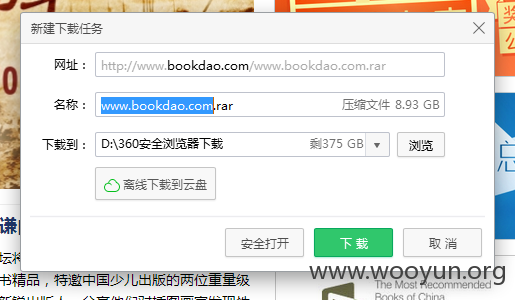 新建下载任务
网址： http://www.bookdao.com/www.bookdao.com.rar
名称： www.bookdao.com.rar 压缩文件 8.93 GB
下载到： D:\360安全浏览器下载 剩375 GB 浏览
离线下载到云盘
安全打开 下载 取消
www.wooyun.org
书精品，特邀中国少儿出版的两位重量级
The Most Recommended
Books of China